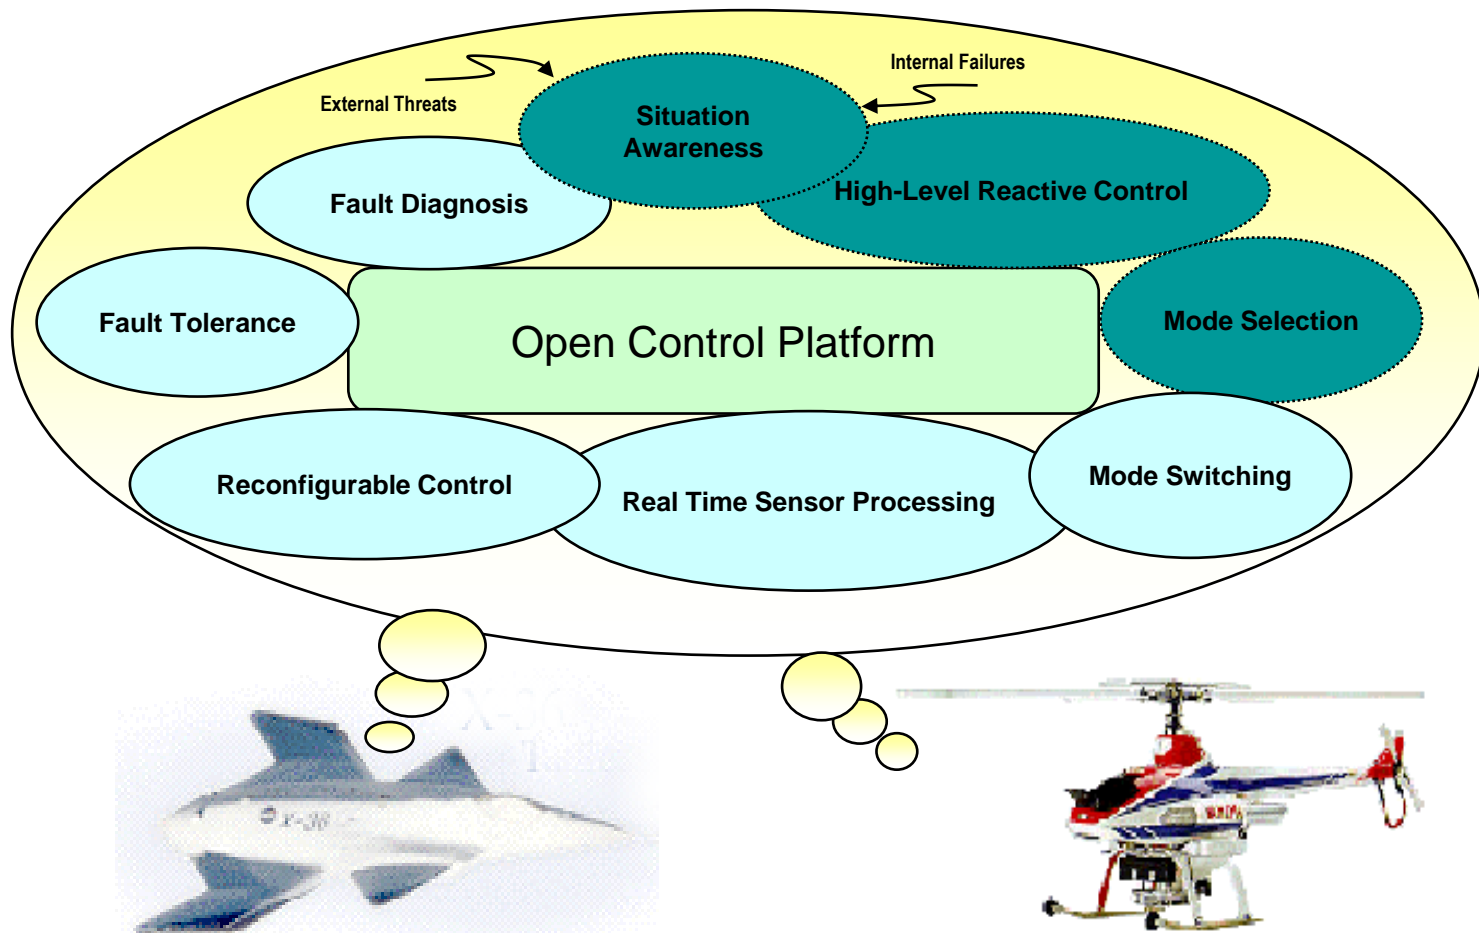 Internal Failures
External Threats
Situation
Awareness
High-Level Reactive Control
Fault Diagnosis
Fault Tolerance
Open Control Platform
Mode Selection
Reconfigurable Control
Real Time Sensor Processing
Mode Switching
X-36